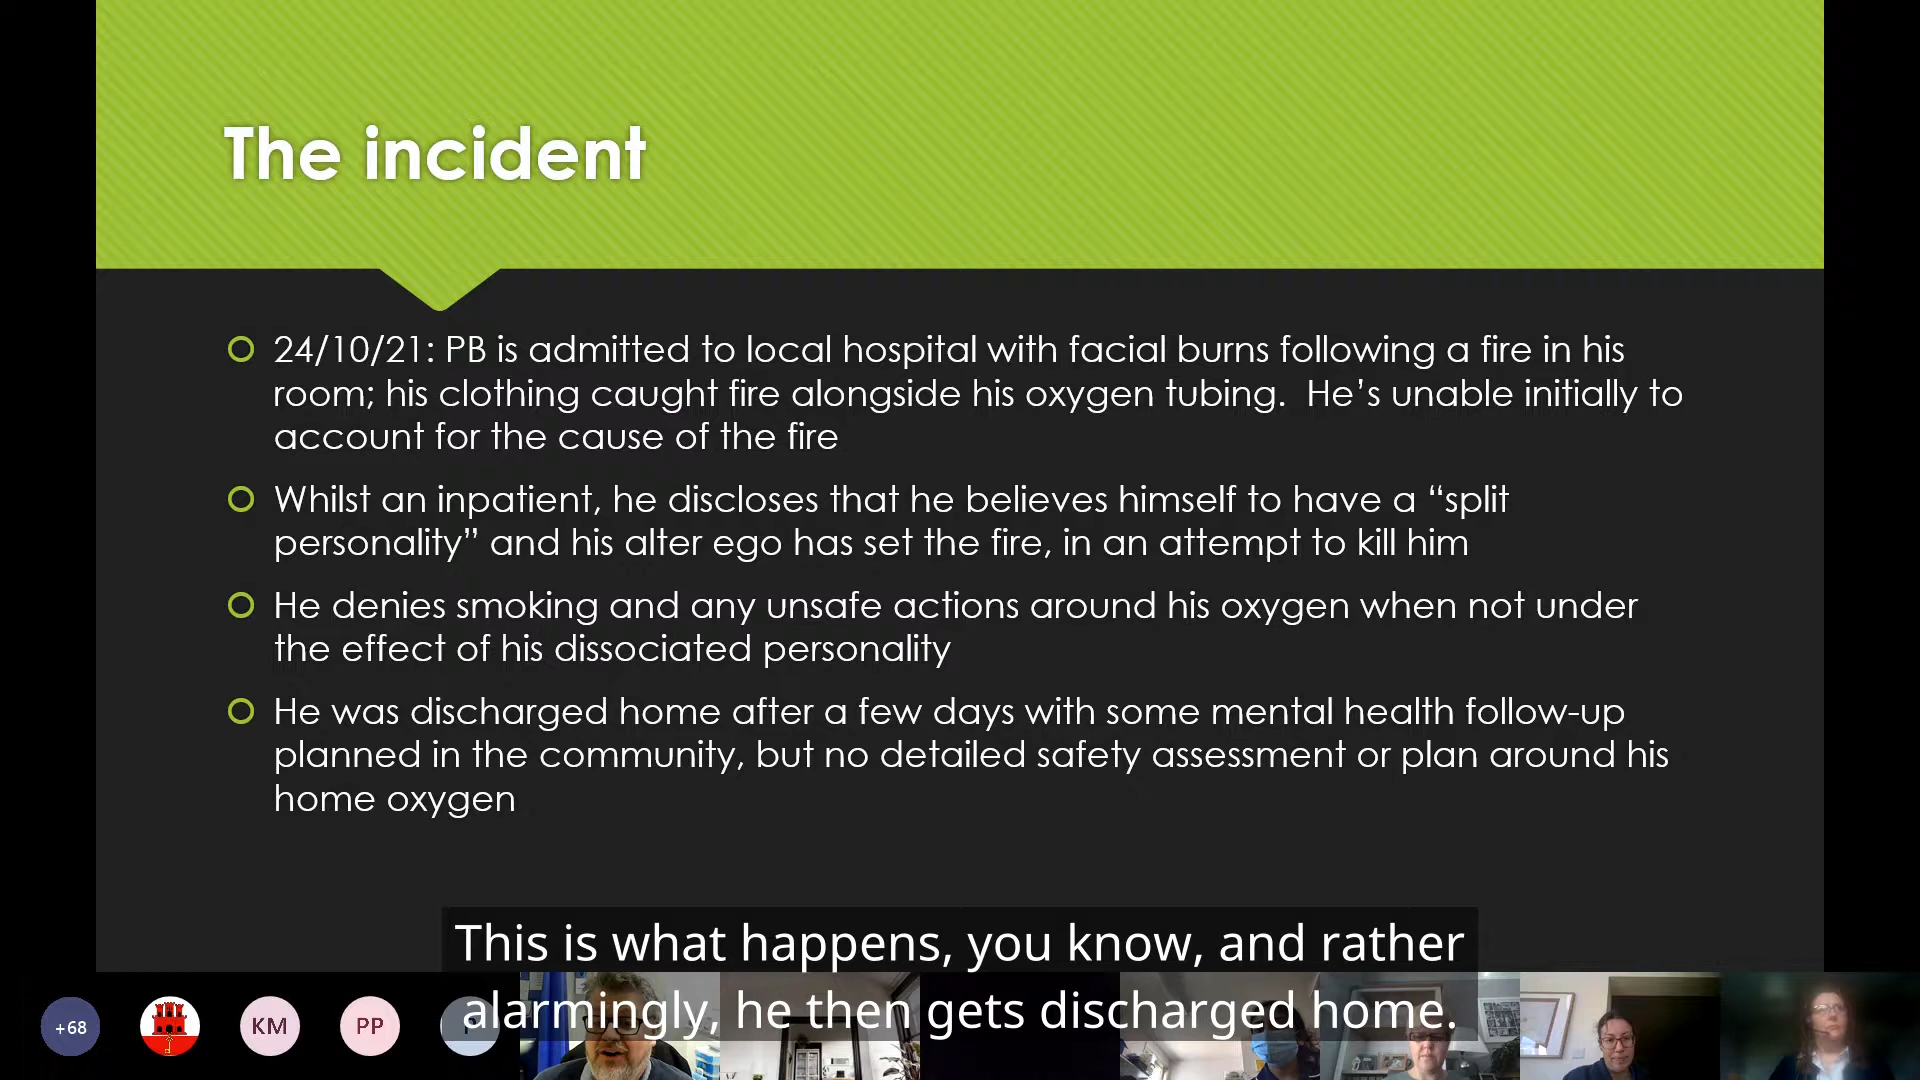 The incident
24/10/21: PB is admitted to local hospital with facial burns following a fire in his
room; his clothing caught fire alongside his oxygen tubing.  He’s unable initially to
account for the cause of the fire
Whilst an inpatient, he discloses that he believes himself to have a “split
personality” and his alter ego has set the fire, in an attempt to kill him
He denies smoking and any unsafe actions around his oxygen when not under
the effect of his dissociated personality
He was discharged home after a few days with some mental health follow-up
planned in the community, but no detailed safety assessment or plan around his
home oxygen
This is what happens, you know, and rather
alarmingly, he then gets discharged home.
+68
KM
PP